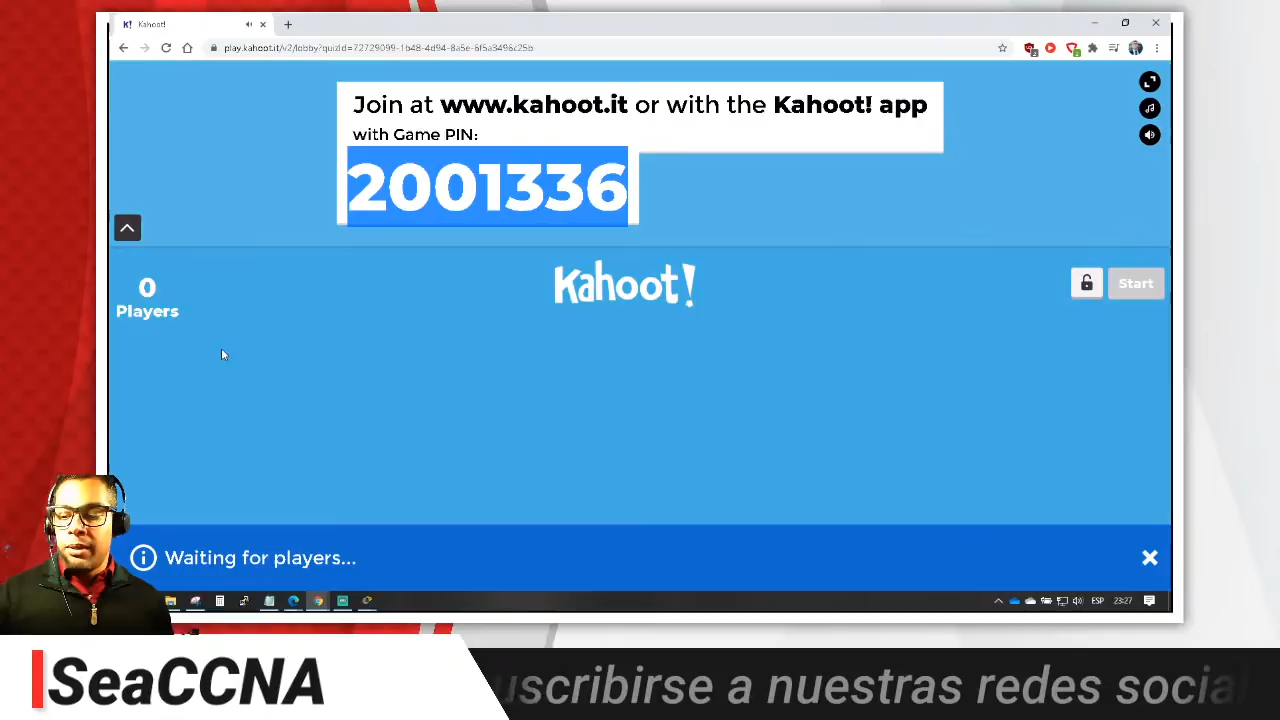 Kahoot!
play.kahoot.it/v2/lobby?quizId=72729099-1b48-4d94-8a5e-6f5a3496c25b
Join at www.kahoot.it or with the Kahoot! app
with Game PIN:
2001336
0
Players
Kahoot!
Start
Waiting for players...
ESP 23:27
SeaCCNA
uscribirse a nuestras redes social